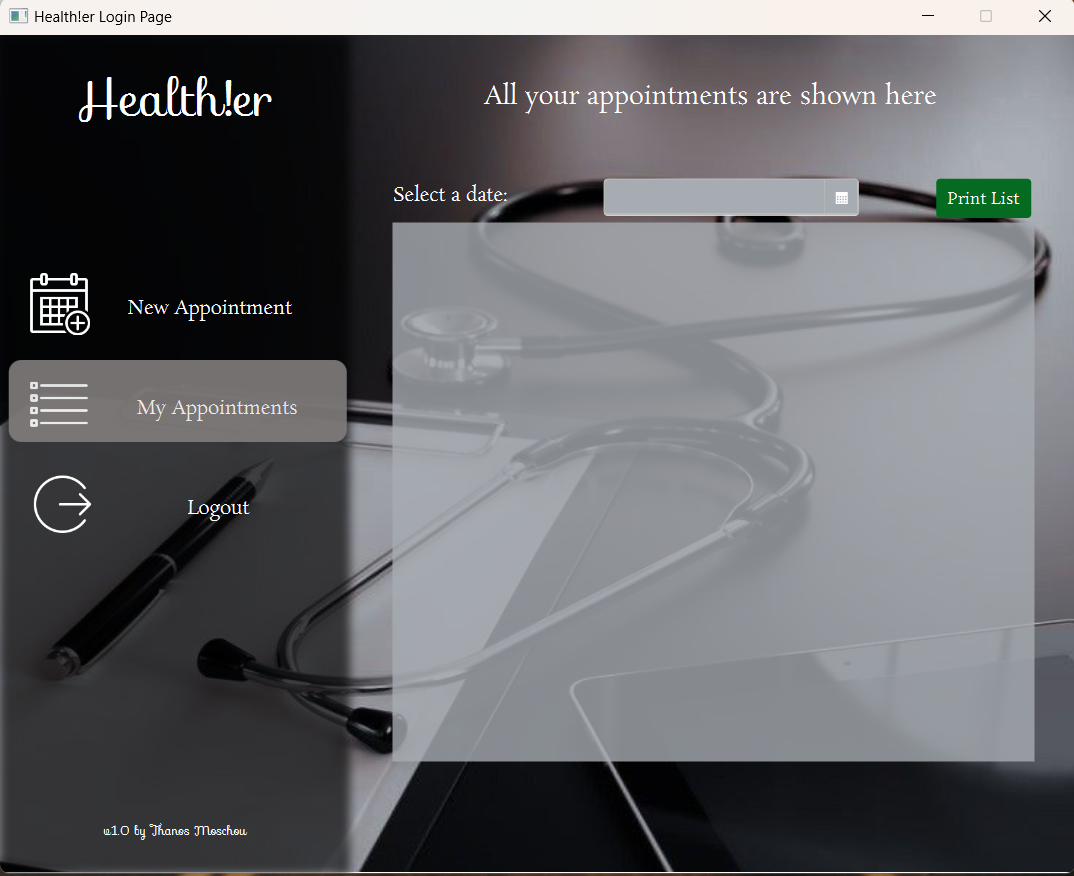 Health!er Login Page
Health!er
All your appointments are shown here
Select a date:
Print List
New Appointment
My Appointments
Logout
v1.0 by Thanos Moschou